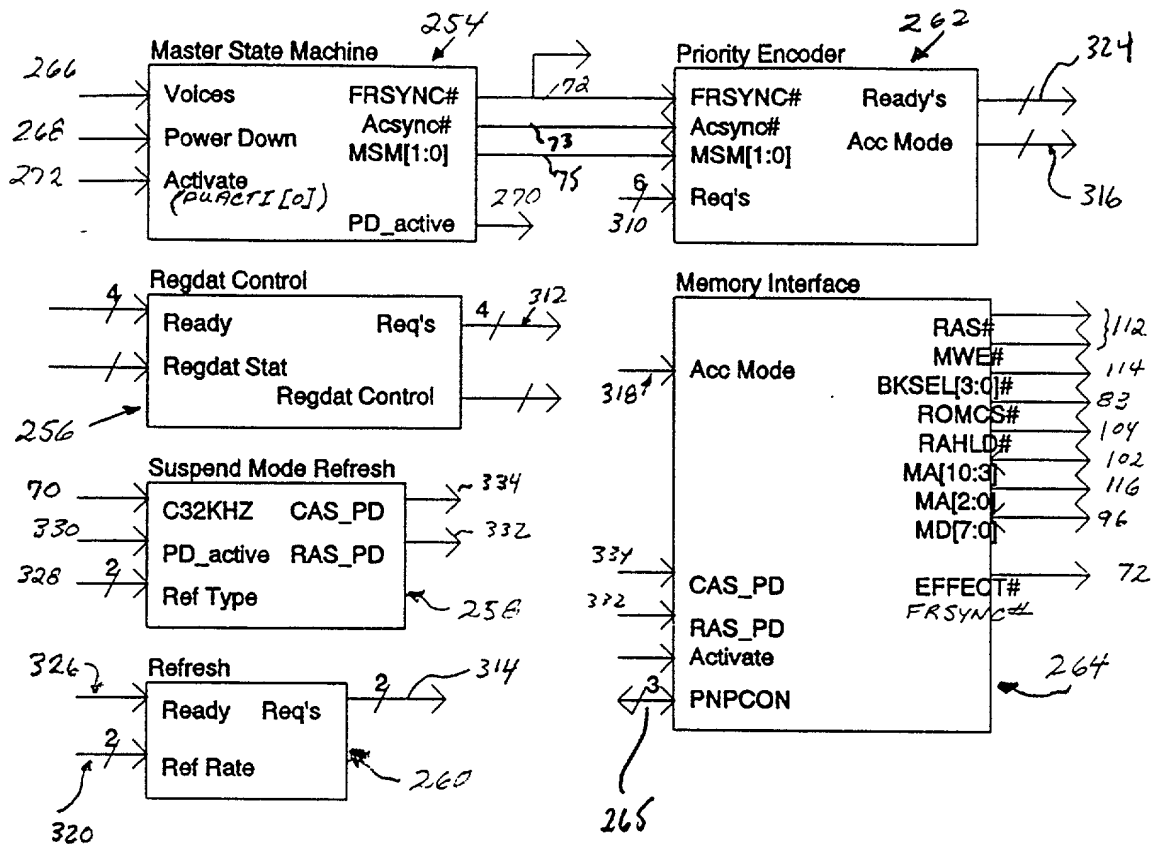 254
262
Master State Machine
Priority Encoder
324
266
Voices
FRSYNC#
72
FRSYNC#
Ready's
268
Power Down
Acsync#
73
Acsync#
Acc Mode
MSM[1:0]
75
MSM[1:0]
316
272
Activate
(PUACTI[0])
6
310
Req's
PD_active
270
Regdat Control
4
Ready
Req's
4
312
Regdat Stat
Regdat Control
256
Memory Interface
318
Acc Mode
RAS#
112
MWE#
114
BKSEL[3:0]#
83
ROMCS#
104
RAHLD#
102
MA[10:3]
116
MA[2:0]
96
MD[7:0]
334
CAS_PD
EFFECT#
72
FRSYNC#
332
RAS_PD
Activate
264
3
PNPCON
265
Suspend Mode Refresh
70
C32KHZ
CAS_PD
334
330
PD_active
RAS_PD
332
328
2
Ref Type
258
Refresh
326
Ready
Req's
2
314
2
Ref Rate
260
320